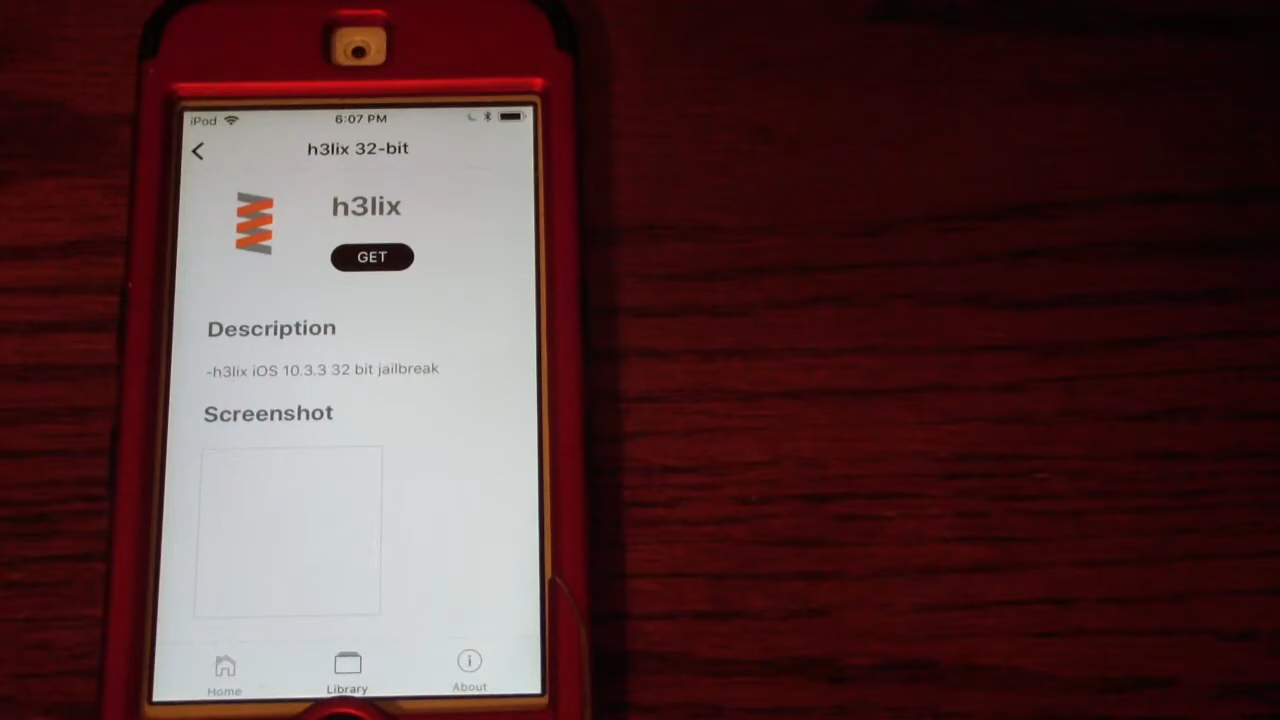 iPod 6:07 PM
h3lix 32-bit
h3lix
GET
Description
-h3lix iOS 10.3.3 32 bit jailbreak
Screenshot
Home Library About